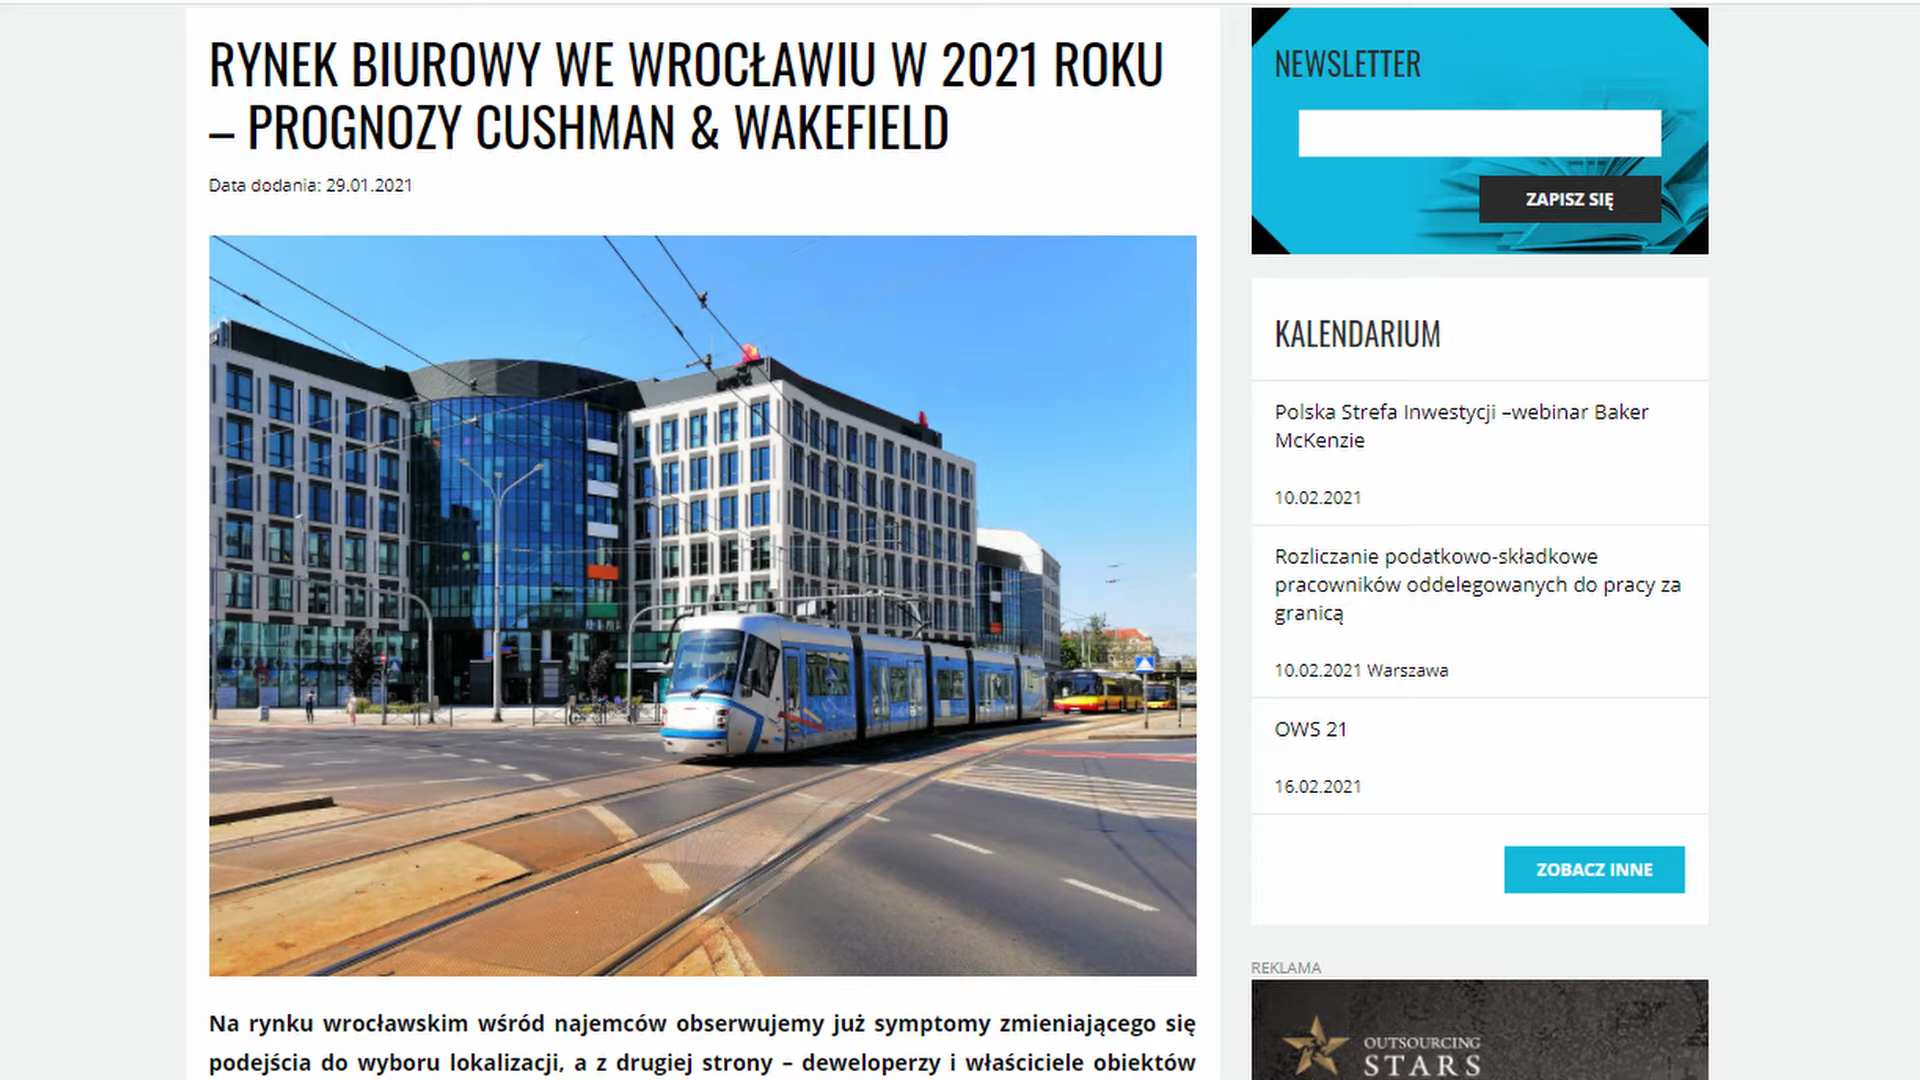 RYNEK BIUROWY WE WROCŁAWIU W 2021 ROKU
– PROGNOZY CUSHMAN & WAKEFIELD
Data dodania: 29.01.2021
Na rynku wrocławskim wśród najemców obserwujemy już symptomy zmieniającego się
podejścia do wyboru lokalizacji, a z drugiej strony – deweloperzy i właściciele obiektów
NEWSLETTER
ZAPISZ SIĘ
KALENDARIUM
Polska Strefa Inwestycji –webinar Baker
McKenzie
10.02.2021
Rozliczanie podatkowo-składkowe
pracowników oddelegowanych do pracy za
granicą
10.02.2021 Warszawa
OWS 21
16.02.2021
ZOBACZ INNE
REKLAMA
OUTSOURCING
STARS